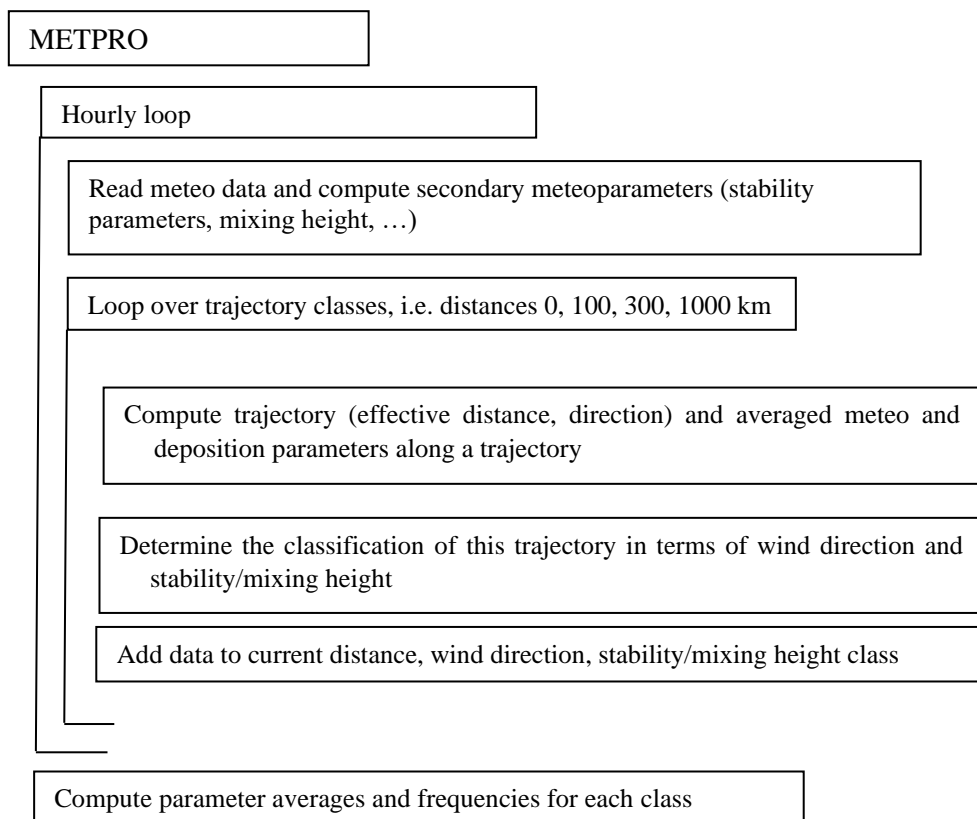 METPRO
Hourly loop
Read meteo data and compute secondary meteoparameters (stability
parameters, mixing height, …)
Loop over trajectory classes, i.e. distances 0, 100, 300, 1000 km
Compute trajectory (effective distance, direction) and averaged meteo and
deposition parameters along a trajectory
Determine the classification of this trajectory in terms of wind direction and
stability/mixing height
Add data to current distance, wind direction, stability/mixing height class
Compute parameter averages and frequencies for each class